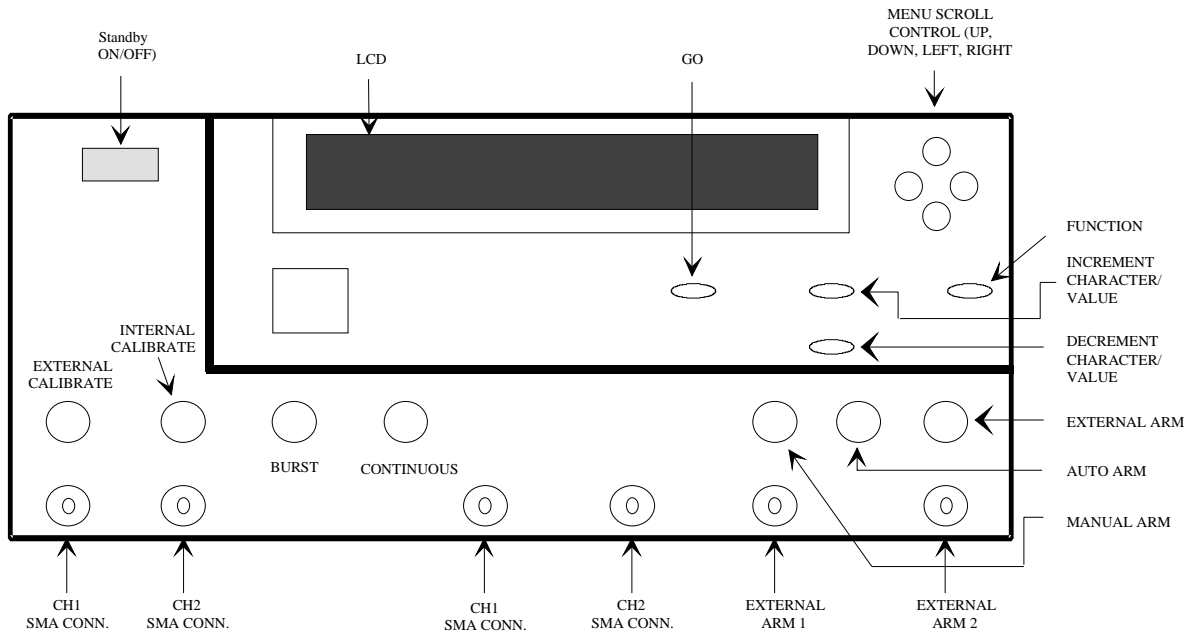 MENU SCROLL
CONTROL (UP,
DOWN, LEFT, RIGHT
Standby
ON/OFF)
LCD
GO
FUNCTION
INCREMENT
CHARACTER/
VALUE
INTERNAL
CALIBRATE
DECREMENT
CHARACTER/
VALUE
EXTERNAL
CALIBRATE
EXTERNAL ARM
BURST
CONTINUOUS
AUTO ARM
MANUAL ARM
CH1
SMA CONN.
CH2
SMA CONN.
CH1
SMA CONN.
CH2
SMA CONN.
EXTERNAL
ARM 1
EXTERNAL
ARM 2